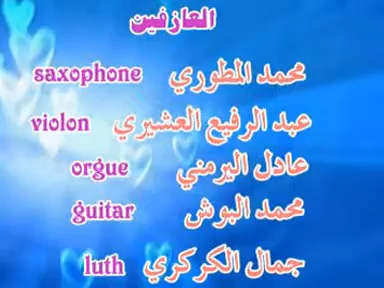 العازفين
محمد المطوري saxophone
عبد الرفيع العشيري violon
عادل اليرمني orgue
محمد البوش guitar
جمال الكركري luth